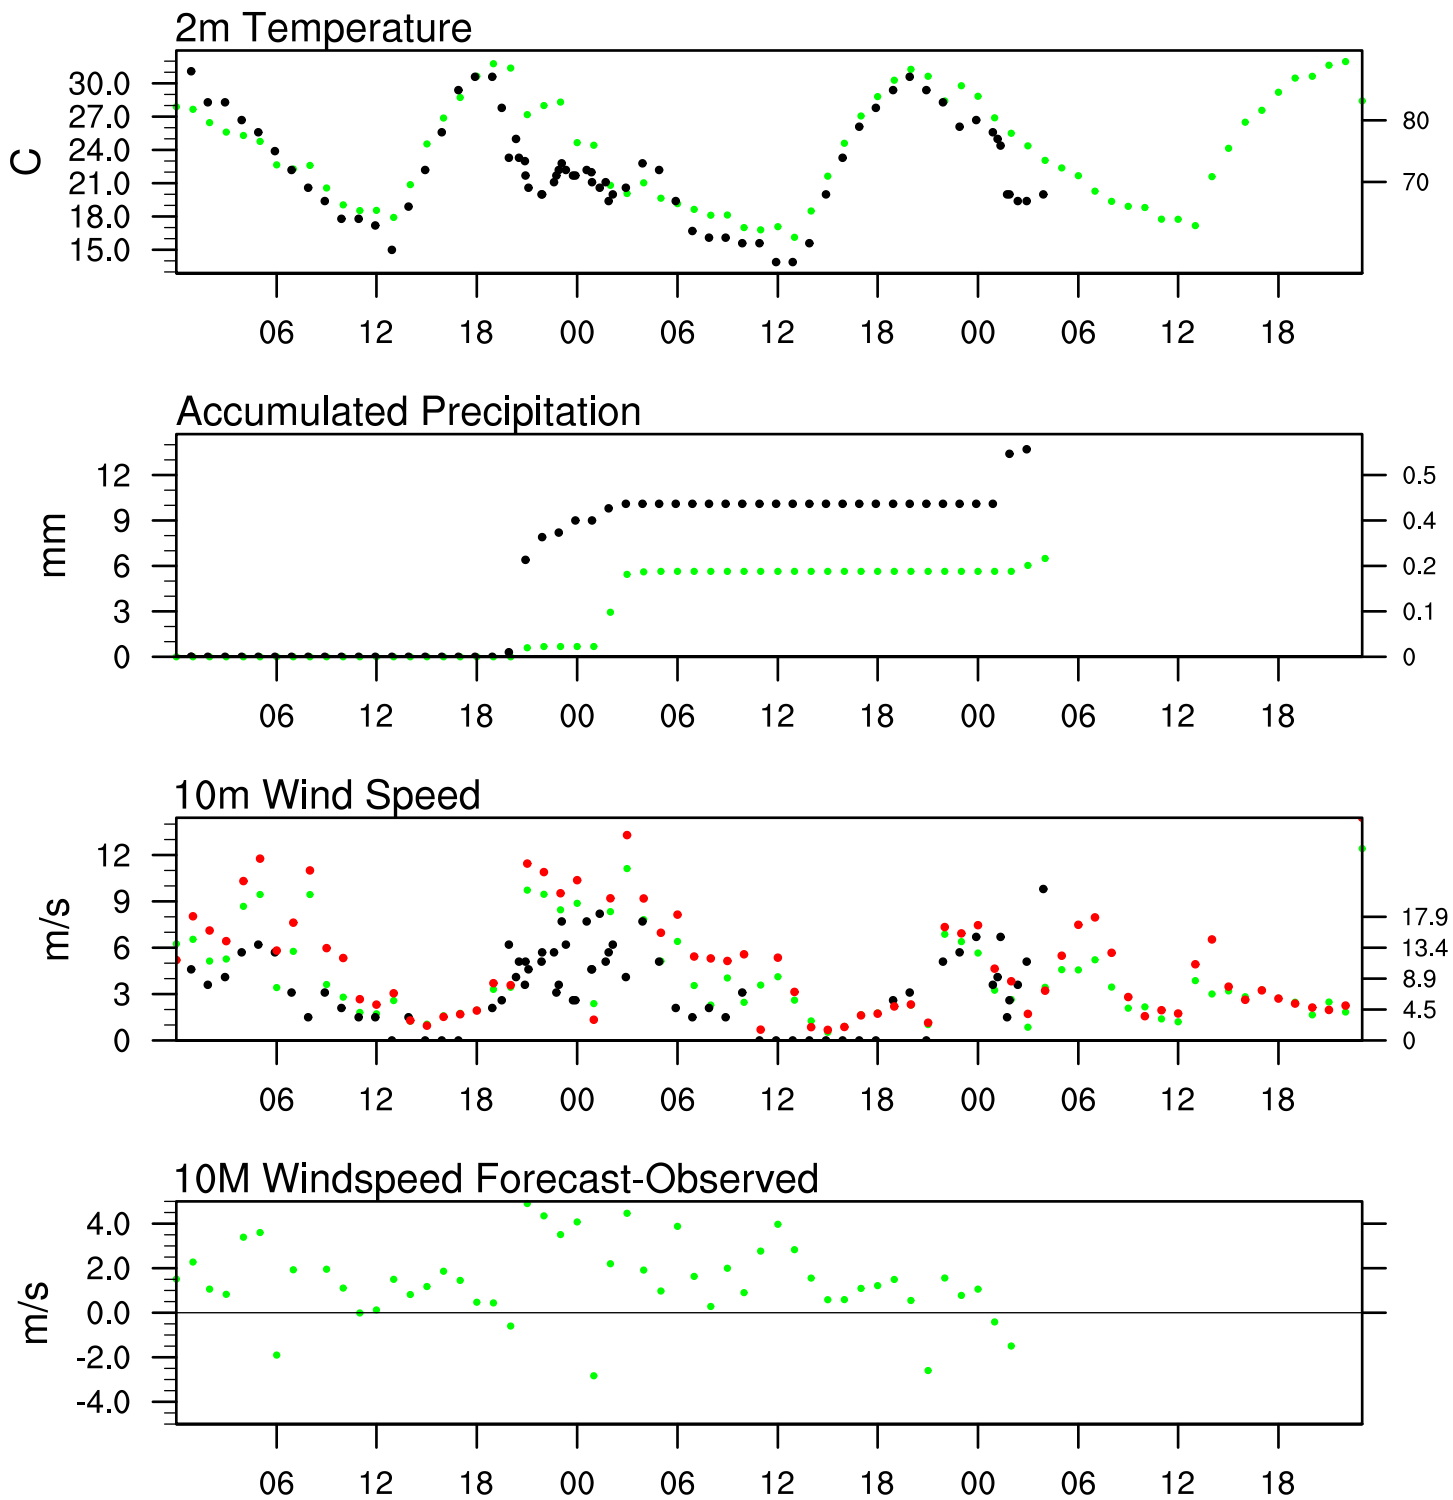 2m Temperature
C
30.0
27.0
24.0
21.0
18.0
15.0
80
70
06 12 18 00 06 12 18 00 06 12 18
Accumulated Precipitation
mm
12
9
6
3
0
0.5
0.4
0.2
0.1
0
06 12 18 00 06 12 18 00 06 12 18
10m Wind Speed
m/s
12
9
6
3
0
17.9
13.4
8.9
4.5
0
06 12 18 00 06 12 18 00 06 12 18
10M Windspeed Forecast-Observed
m/s
4.0
2.0
0.0
-2.0
-4.0
06 12 18 00 06 12 18 00 06 12 18